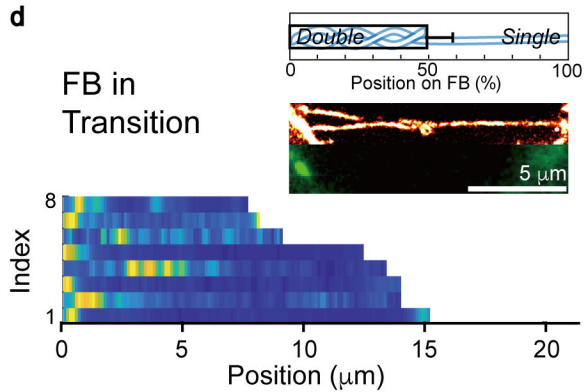 d
Double Single
0 50 100
Position on FB (%)
FB in
Transition
5 μm
8
Index
1
0 5 10 15 20
Position (μm)